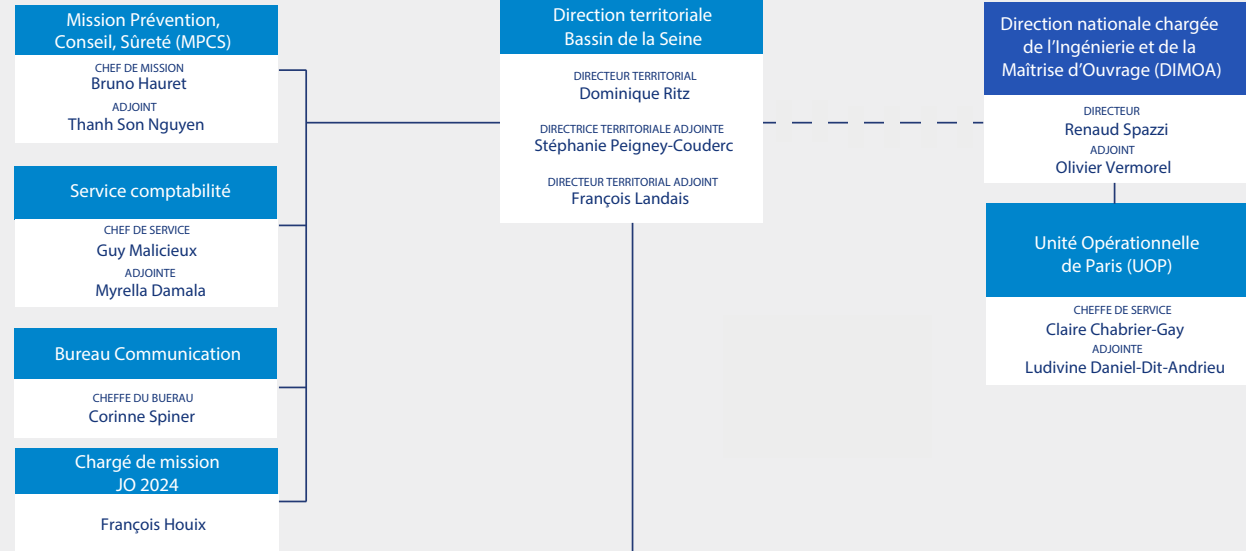 Mission Prévention,
Conseil, Sûreté (MPCS)
CHEF DE MISSION
Bruno Hauret
ADJOINT
Thanh Son Nguyen
Service comptabilité
CHEF DE SERVICE
Guy Malicieux
ADJOINTE
Myrella Damala
Bureau Communication
CHEFFE DU BUERAU
Corinne Spiner
Chargé de mission
JO 2024
François Houix
Direction territoriale
Bassin de la Seine
DIRECTEUR TERRITORIAL
Dominique Ritz
DIRECTRICE TERRITORIALE ADJOINTE
Stéphanie Peigney-Couderc
DIRECTEUR TERRITORIAL ADJOINT
François Landais
Direction nationale chargée
de l’Ingénierie et de la
Maîtrise d’Ouvrage (DIMOA)
DIRECTEUR
Renaud Spazzi
ADJOINT
Olivier Vermorel
Unité Opérationnelle
de Paris (UOP)
CHEFFE DE SERVICE
Claire Chabrier-Gay
ADJOINTE
Ludivine Daniel-Dit-Andrieu